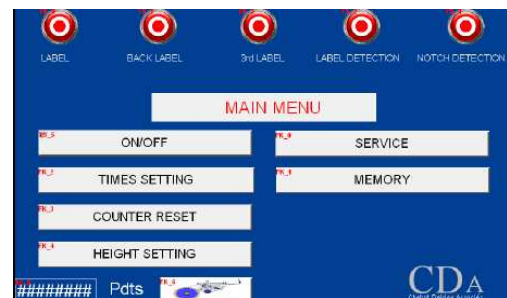 LABEL BACK LABEL 3rd LABEL LABEL DETECTION NOTCH DETECTION
MAIN MENU
ON/OFF SERVICE
TIMES SETTING MEMORY
COUNTER RESET
HEIGHT SETTING
######## Pdts CDA